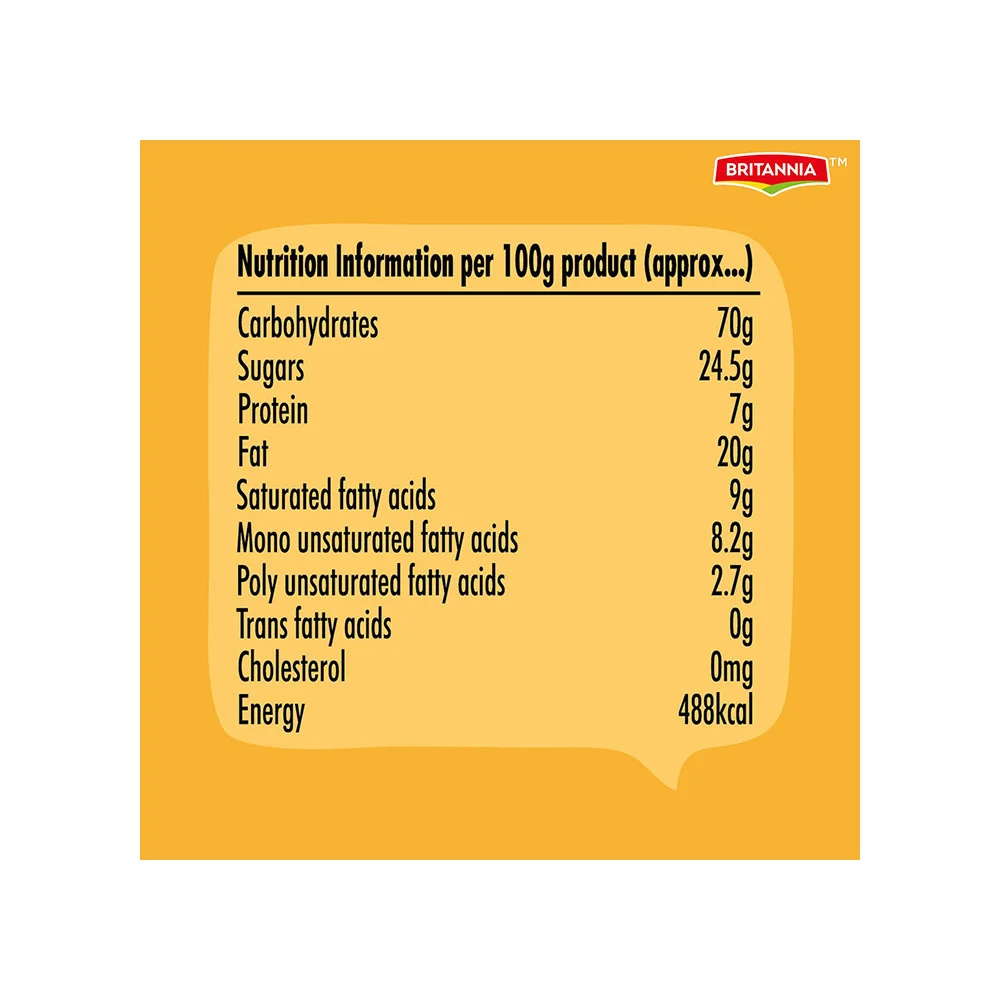 BRITANNIA™
Nutrition Information per 100g product (approx...)
Carbohydrates 70g
Sugars 24.5g
Protein 7g
Fat 20g
Saturated fatty acids 9g
Mono unsaturated fatty acids 8.2g
Poly unsaturated fatty acids 2.7g
Trans fatty acids 0g
Cholesterol 0mg
Energy 488kcal